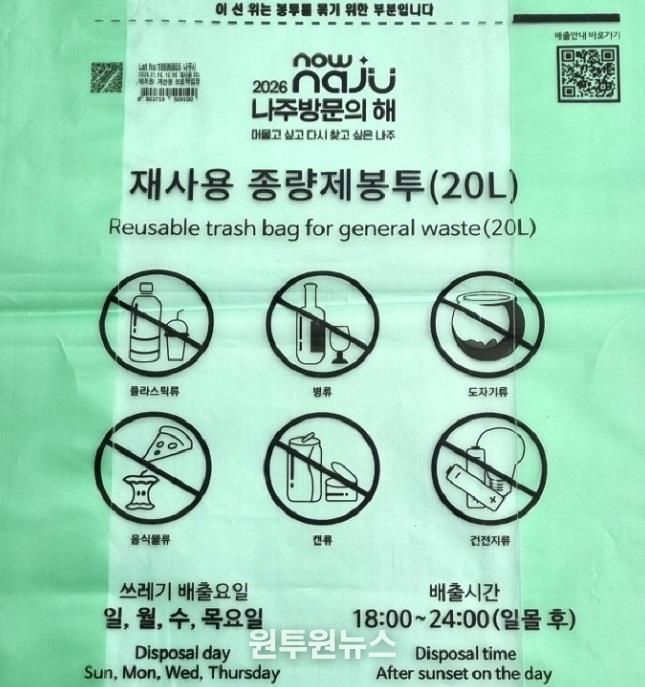 이 선 위는 봉투를 묶기 위한 부분입니다
배출안내 바로가기
now
2026 naju
나주방문의 해
머물고 싶고 다시 찾고 싶은 나주
재사용 종량제봉투(20L)
Reusable trash bag for general waste(20L)
플라스틱류 병류 도자기류
음식물류 캔류 건전지류
쓰레기 배출요일 배출시간
일, 월, 수, 목요일 18:00~24:00(일몰 후)
원투원뉴스
Disposal day Disposal time
Sun, Mon, Wed, Thursday After sunset on the day